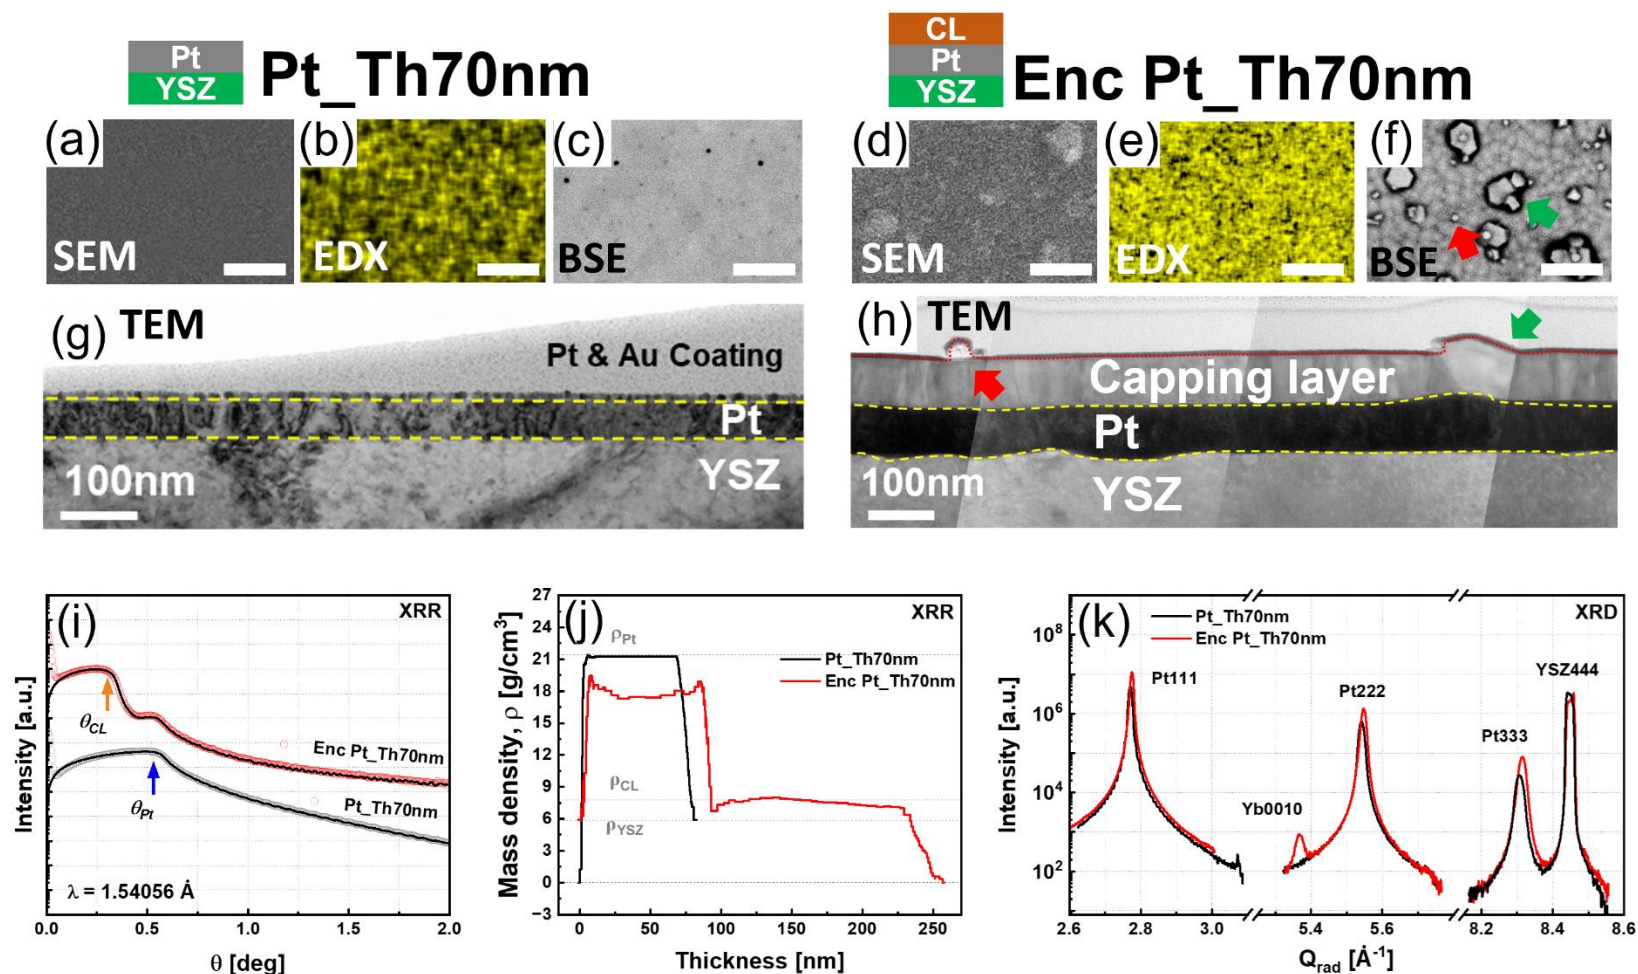 Pt
YSZ
Pt_Th70nm
CL
Pt
YSZ
Enc Pt_Th70nm
(a)
SEM
(b)
EDX
(c)
BSE
(d)
SEM
(e)
EDX
(f)
BSE
(g)
TEM
Pt & Au Coating
Pt
YSZ
100nm
(h)
TEM
Capping layer
Pt
YSZ
100nm
(i)
XRR
θCL
θPt
Enc Pt_Th70nm
Pt_Th70nm
λ = 1.54056 Å
Intensity [a.u.]
0.0 0.5 1.0 1.5 2.0
θ [deg]
(j)
XRR
ρPt
Pt_Th70nm
Enc Pt_Th70nm
ρCL
ρYSZ
Mass density, ρ [g/cm³]
27
24
21
18
15
12
9
6
3
0
−3
0 50 100 150 200 250
Thickness [nm]
(k)
XRD
Pt_Th70nm
Enc Pt_Th70nm
Pt111
Yb0010
Pt222
Pt333
YSZ444
Intensity [a.u.]
10⁸
10⁶
10⁴
10²
2.6 2.8 3.0 5.4 5.6 8.2 8.4 8.6
Qrad [Å⁻¹]